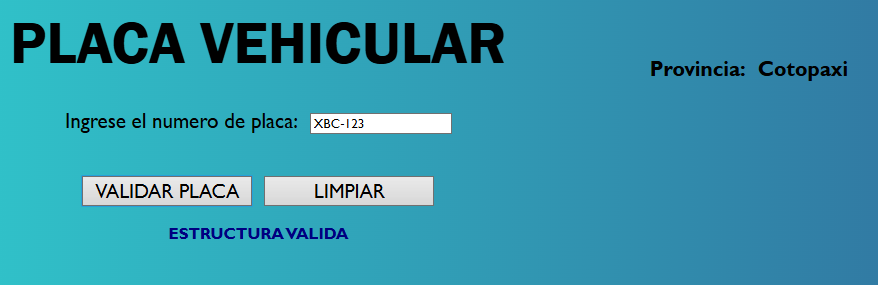 PLACA VEHICULAR
Provincia: Cotopaxi
Ingrese el numero de placa: XBC-123
VALIDAR PLACA LIMPIAR
ESTRUCTURA VALIDA